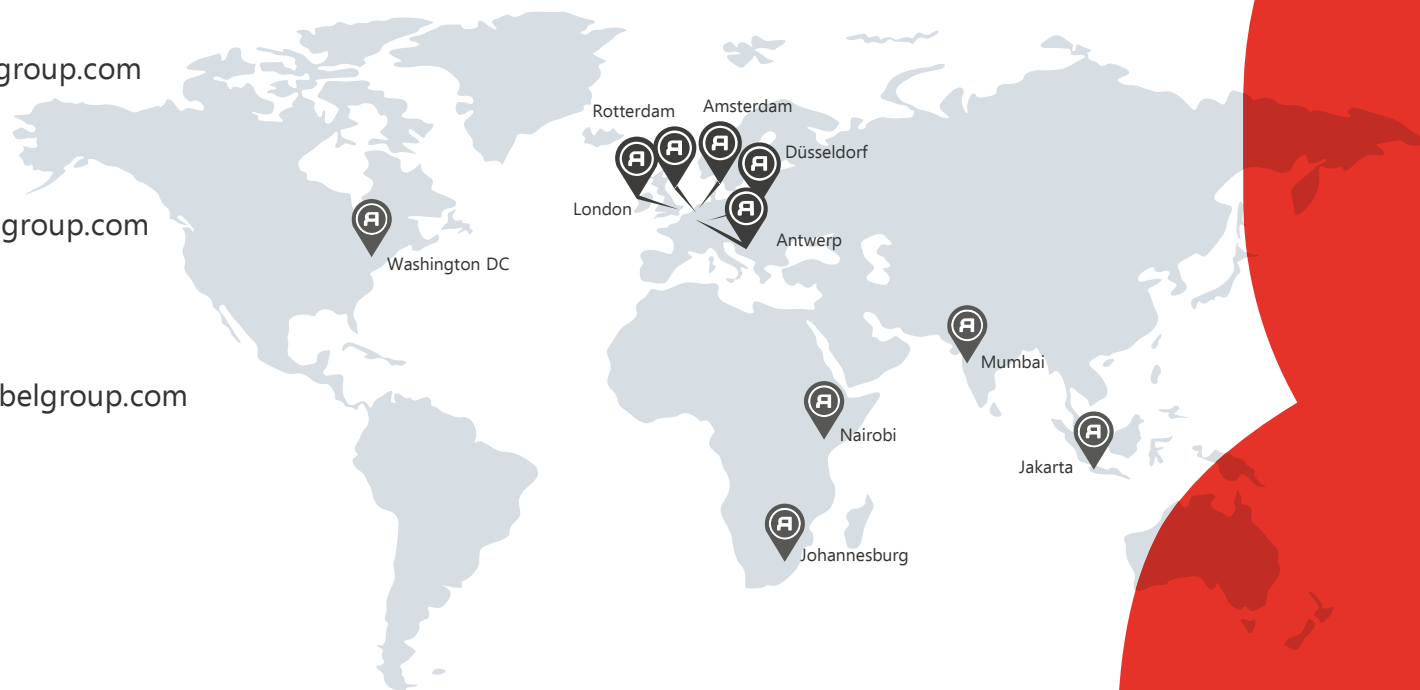 group.com
group.com
belgroup.com
Rotterdam
Amsterdam
Düsseldorf
London
Antwerp
Washington DC
Mumbai
Nairobi
Jakarta
Johannesburg